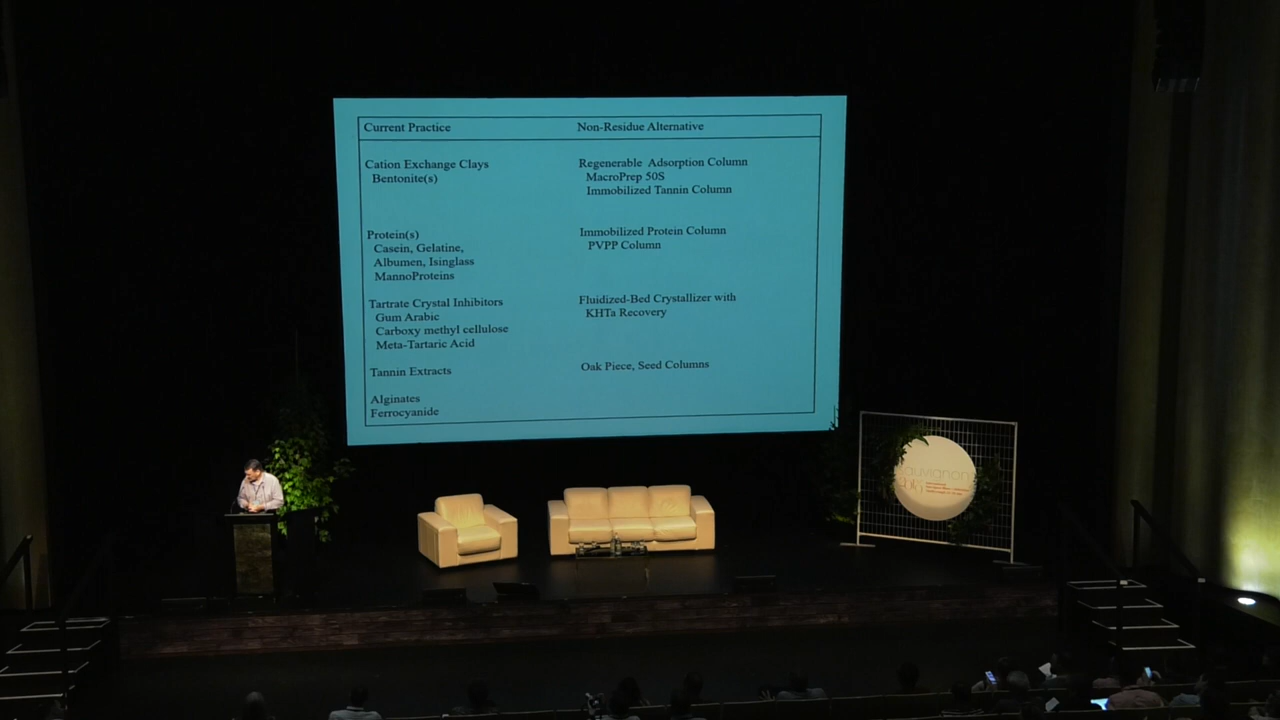 Current Practice
Non-Residue Alternative
Cation Exchange Clays
Bentonite(s)
Regenerable Adsorption Column
MacroPrep 50S
Immobilized Tannin Column
Protein(s)
Casein, Gelatine,
Albumen, Isinglass
MannoProteins
Immobilized Protein Column
PVPP Column
Tartrate Crystal Inhibitors
Gum Arabic
Carboxy methyl cellulose
Meta-Tartaric Acid
Fluidized-Bed Crystallizer with
KHTa Recovery
Tannin Extracts
Oak Piece, Seed Columns
Alginates
Ferrocyanide
auvignon